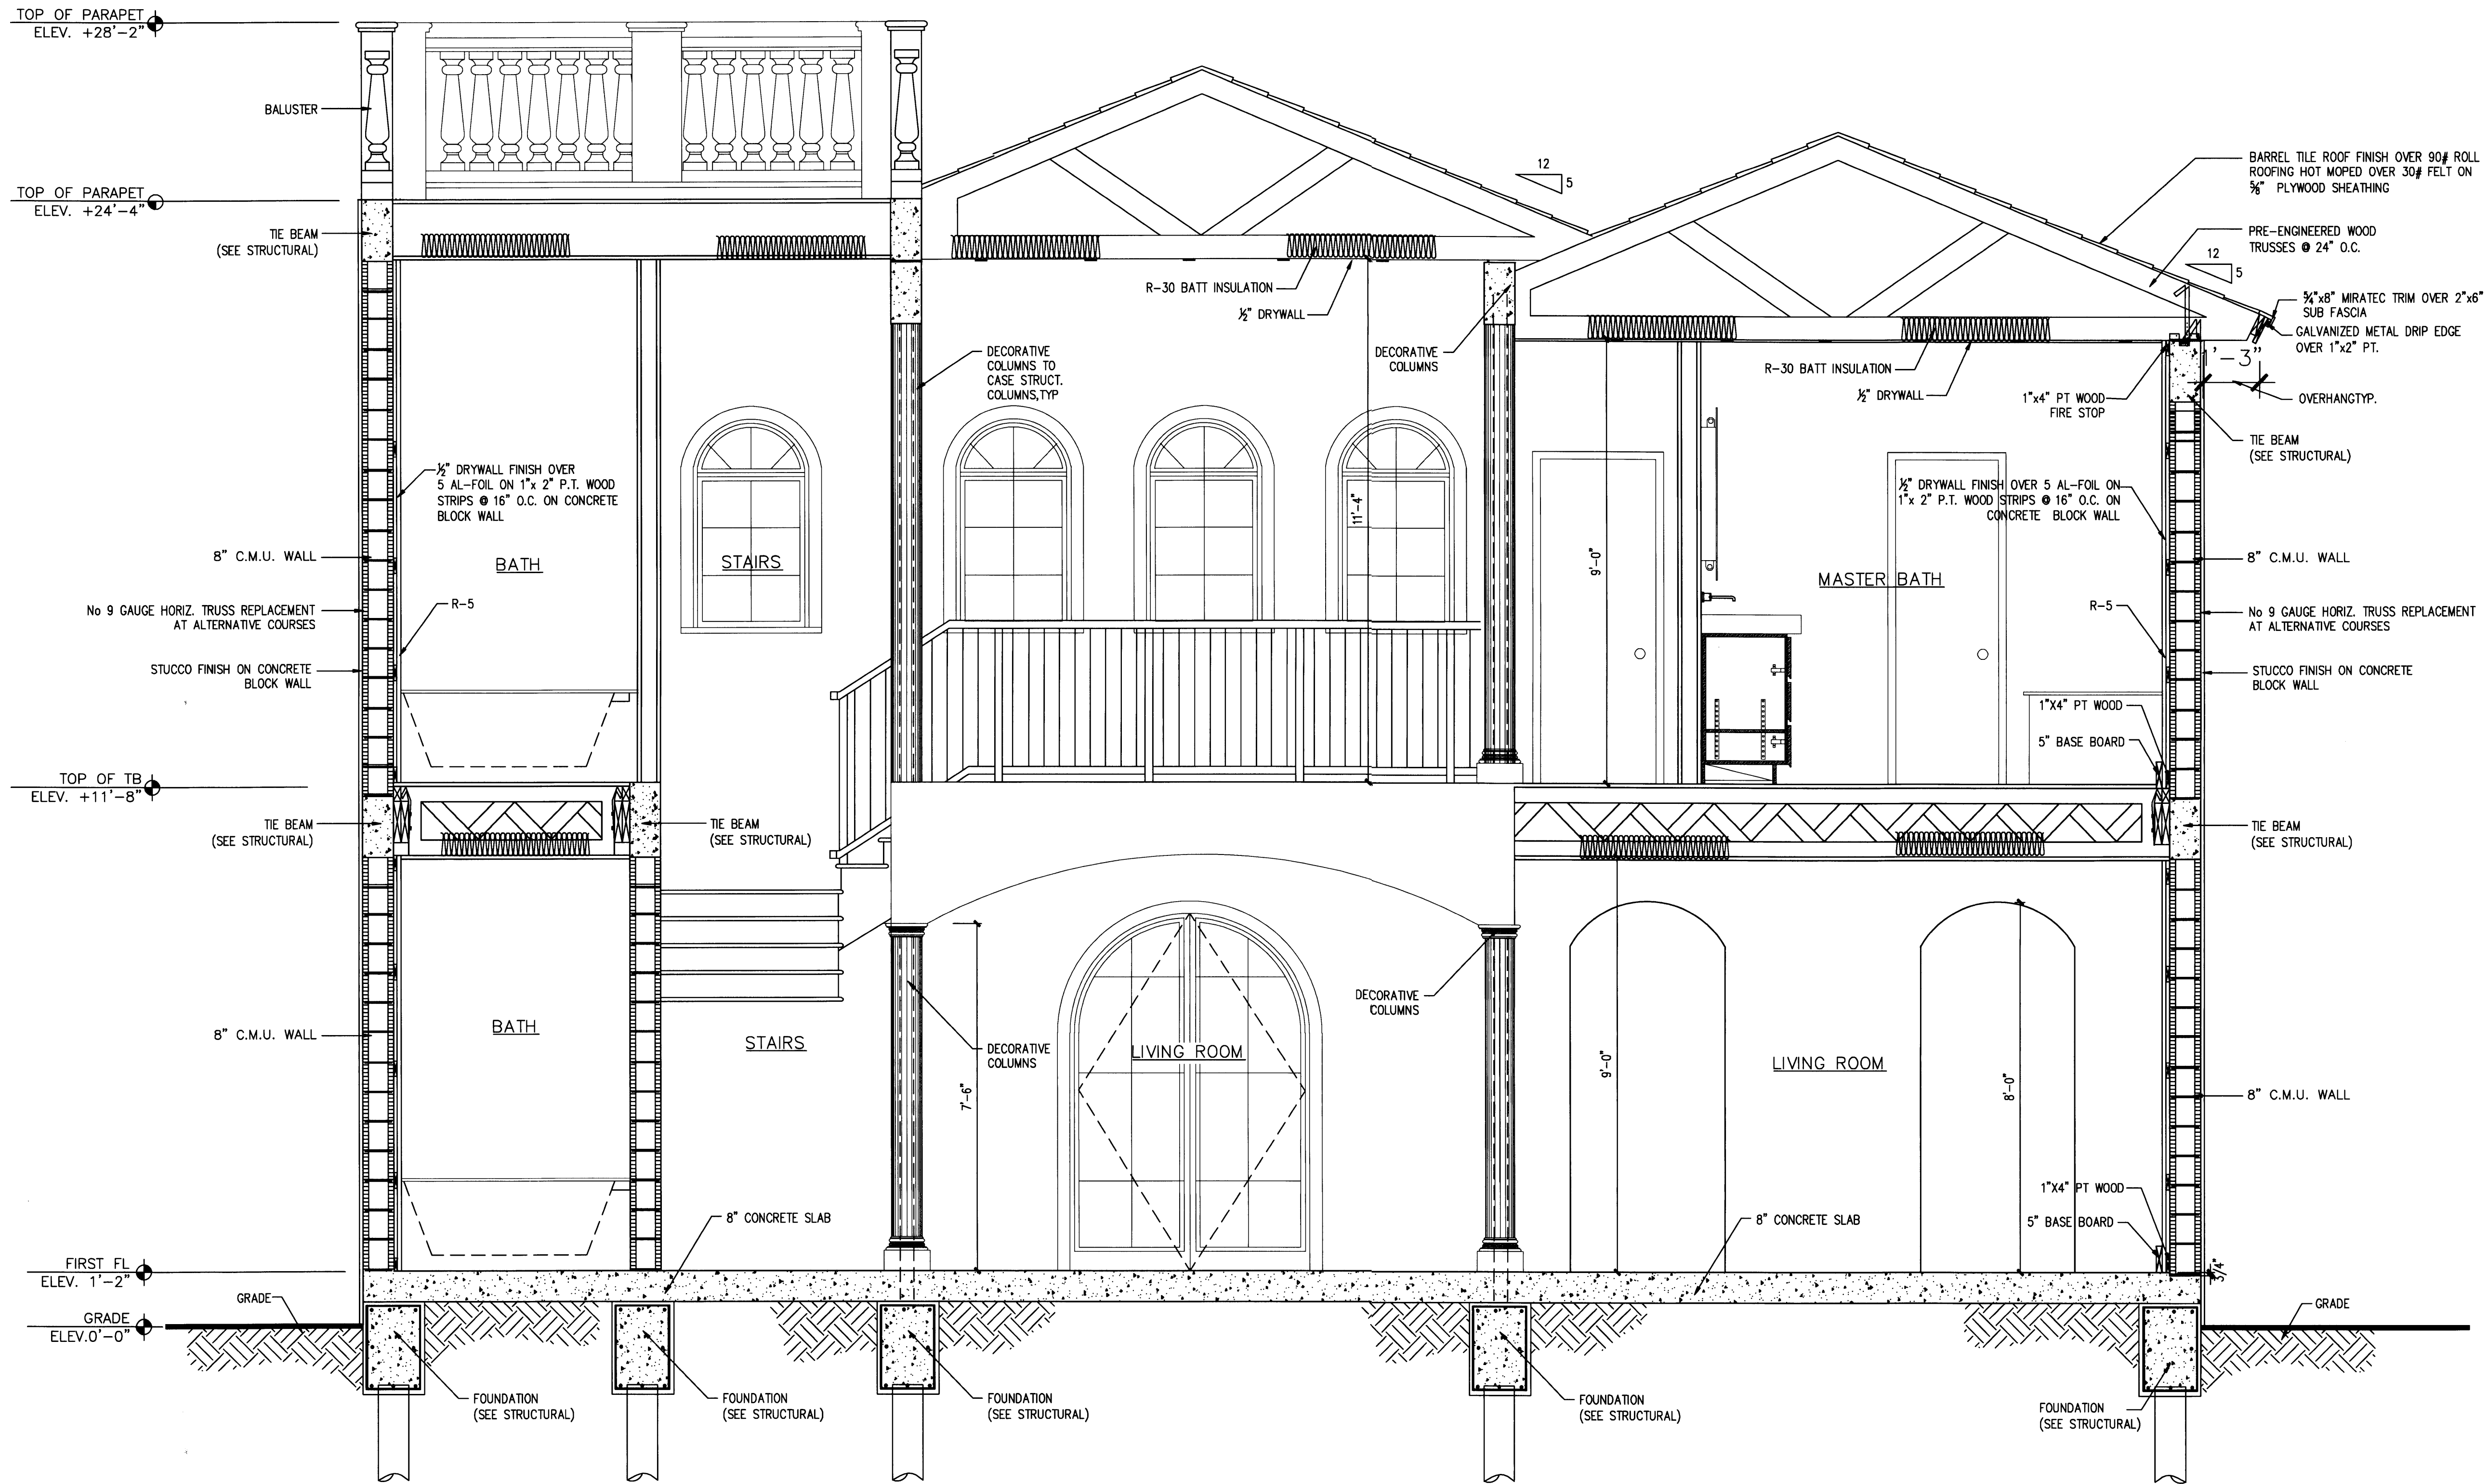 TOP OF PARAPET
ELEV. +28'-2"
BALUSTER
TOP OF PARAPET
ELEV. +24'-4"
TIE BEAM
(SEE STRUCTURAL)
12
5
BARREL TILE ROOF FINISH OVER 90# ROLL
ROOFING HOT MOPED OVER 30# FELT ON
⅝" PLYWOOD SHEATHING
PRE-ENGINEERED WOOD
TRUSSES @ 24" O.C.
12
5
5/4"x8" MIRATEC TRIM OVER 2"x6"
SUB FASCIA
GALVANIZED METAL DRIP EDGE
OVER 1"x2" PT.
1'-3"
OVERHANGTYP.
R-30 BATT INSULATION
½" DRYWALL
DECORATIVE
COLUMNS TO
CASE STRUCT.
COLUMNS,TYP
DECORATIVE
COLUMNS
R-30 BATT INSULATION
½" DRYWALL
1"x4" PT WOOD
FIRE STOP
TIE BEAM
(SEE STRUCTURAL)
½" DRYWALL FINISH OVER
5 AL-FOIL ON 1"x 2" P.T. WOOD
STRIPS @ 16" O.C. ON CONCRETE
BLOCK WALL
11'-4"
½" DRYWALL FINISH OVER 5 AL-FOIL ON
1"x 2" P.T. WOOD STRIPS @ 16" O.C. ON
CONCRETE BLOCK WALL
8" C.M.U. WALL
BATH
STAIRS
9'-0"
MASTER BATH
8" C.M.U. WALL
No 9 GAUGE HORIZ. TRUSS REPLACEMENT
AT ALTERNATIVE COURSES
R-5
R-5
No 9 GAUGE HORIZ. TRUSS REPLACEMENT
AT ALTERNATIVE COURSES
STUCCO FINISH ON CONCRETE
BLOCK WALL
STUCCO FINISH ON CONCRETE
BLOCK WALL
1"X4" PT WOOD
5" BASE BOARD
TOP OF TB
ELEV. +11'-8"
TIE BEAM
(SEE STRUCTURAL)
TIE BEAM
(SEE STRUCTURAL)
TIE BEAM
(SEE STRUCTURAL)
8" C.M.U. WALL
BATH
STAIRS
7'-6"
DECORATIVE
COLUMNS
LIVING ROOM
DECORATIVE
COLUMNS
9'-0"
LIVING ROOM
8'-0"
8" C.M.U. WALL
1"X4" PT WOOD
5" BASE BOARD
8" CONCRETE SLAB
8" CONCRETE SLAB
3/4"
FIRST FL
ELEV. 1'-2"
GRADE
GRADE
ELEV.0'-0"
GRADE
FOUNDATION
(SEE STRUCTURAL)
FOUNDATION
(SEE STRUCTURAL)
FOUNDATION
(SEE STRUCTURAL)
FOUNDATION
(SEE STRUCTURAL)
FOUNDATION
(SEE STRUCTURAL)